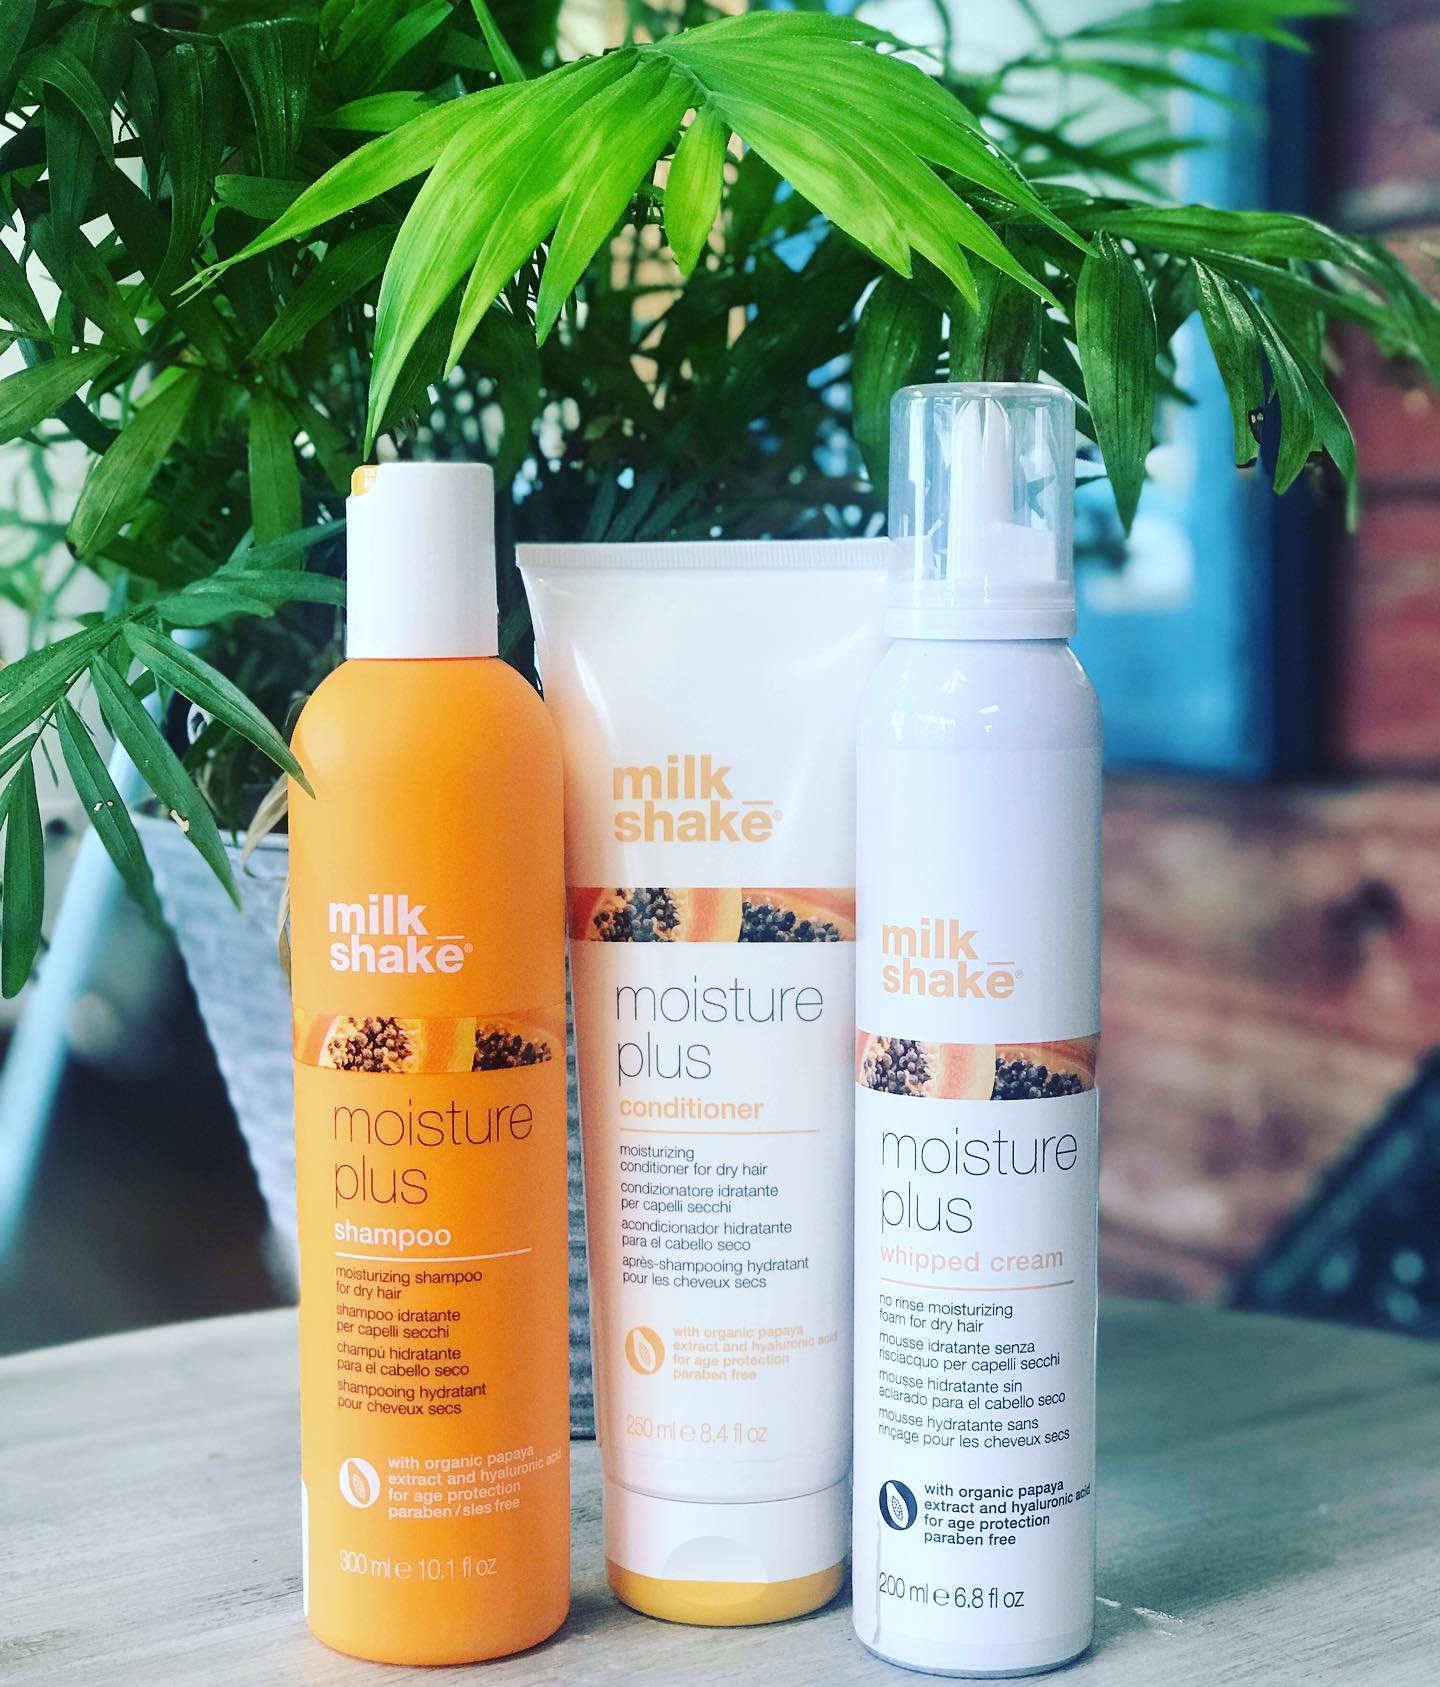 milk_
shake®
moisture
plus
shampoo
moisturizing shampoo
for dry hair
shampoo idratante
per capelli secchi
champú hidratante
para el cabello seco
shampooing hydratant
pour cheveux secs
with organic papaya
extract and hyaluronic acid
for age protection
paraben/sles free
300 ml e 10.1 fl oz
milk_
shake®
moisture
plus
conditioner
moisturizing
conditioner for dry hair
condizionatore idratante
per capelli secchi
acondicionador hidratante
para el cabello seco
après-shampooing hydratant
pour les cheveux secs
with organic papaya
extract and hyaluronic acid
for age protection
paraben free
250 ml e 8.4 fl oz
milk_
shake®
moisture
plus
whipped cream
no rinse moisturizing
foam for dry hair
mousse idratante senza
risciacquo per capelli secchi
mousse hidratante sin
aclarado para el cabello seco
mousse hydratante sans
rinçage pour les cheveux secs
with organic papaya
extract and hyaluronic acid
for age protection
paraben free
200 ml e 6.8 fl oz